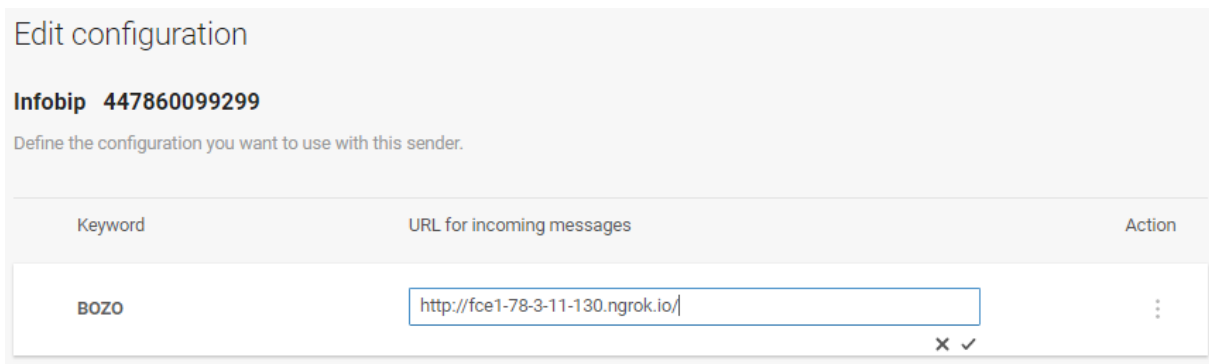 Edit configuration
Infobip 447860099299
Define the configuration you want to use with this sender.
Keyword URL for incoming messages Action
BOZO http://fce1-78-3-11-130.ngrok.io/